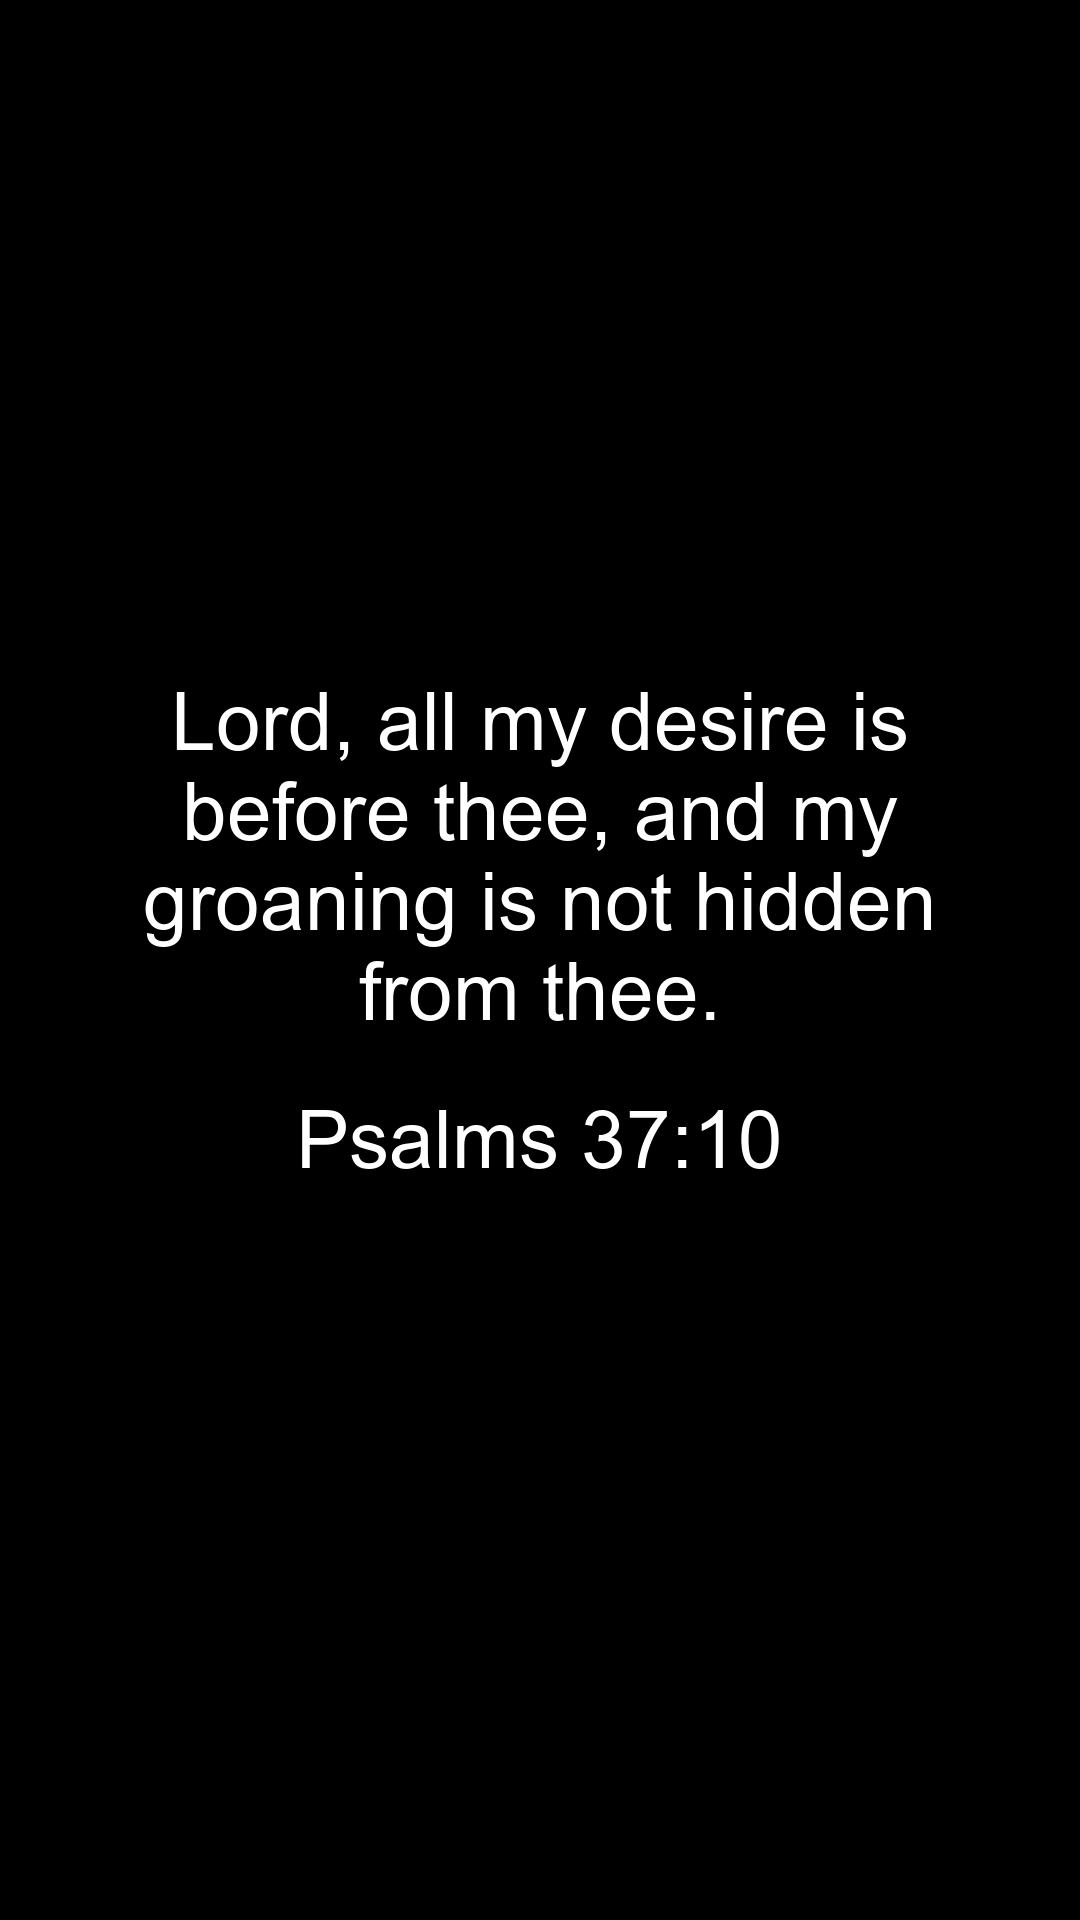 Lord, all my desire is
before thee, and my
groaning is not hidden
from thee.
Psalms 37:10